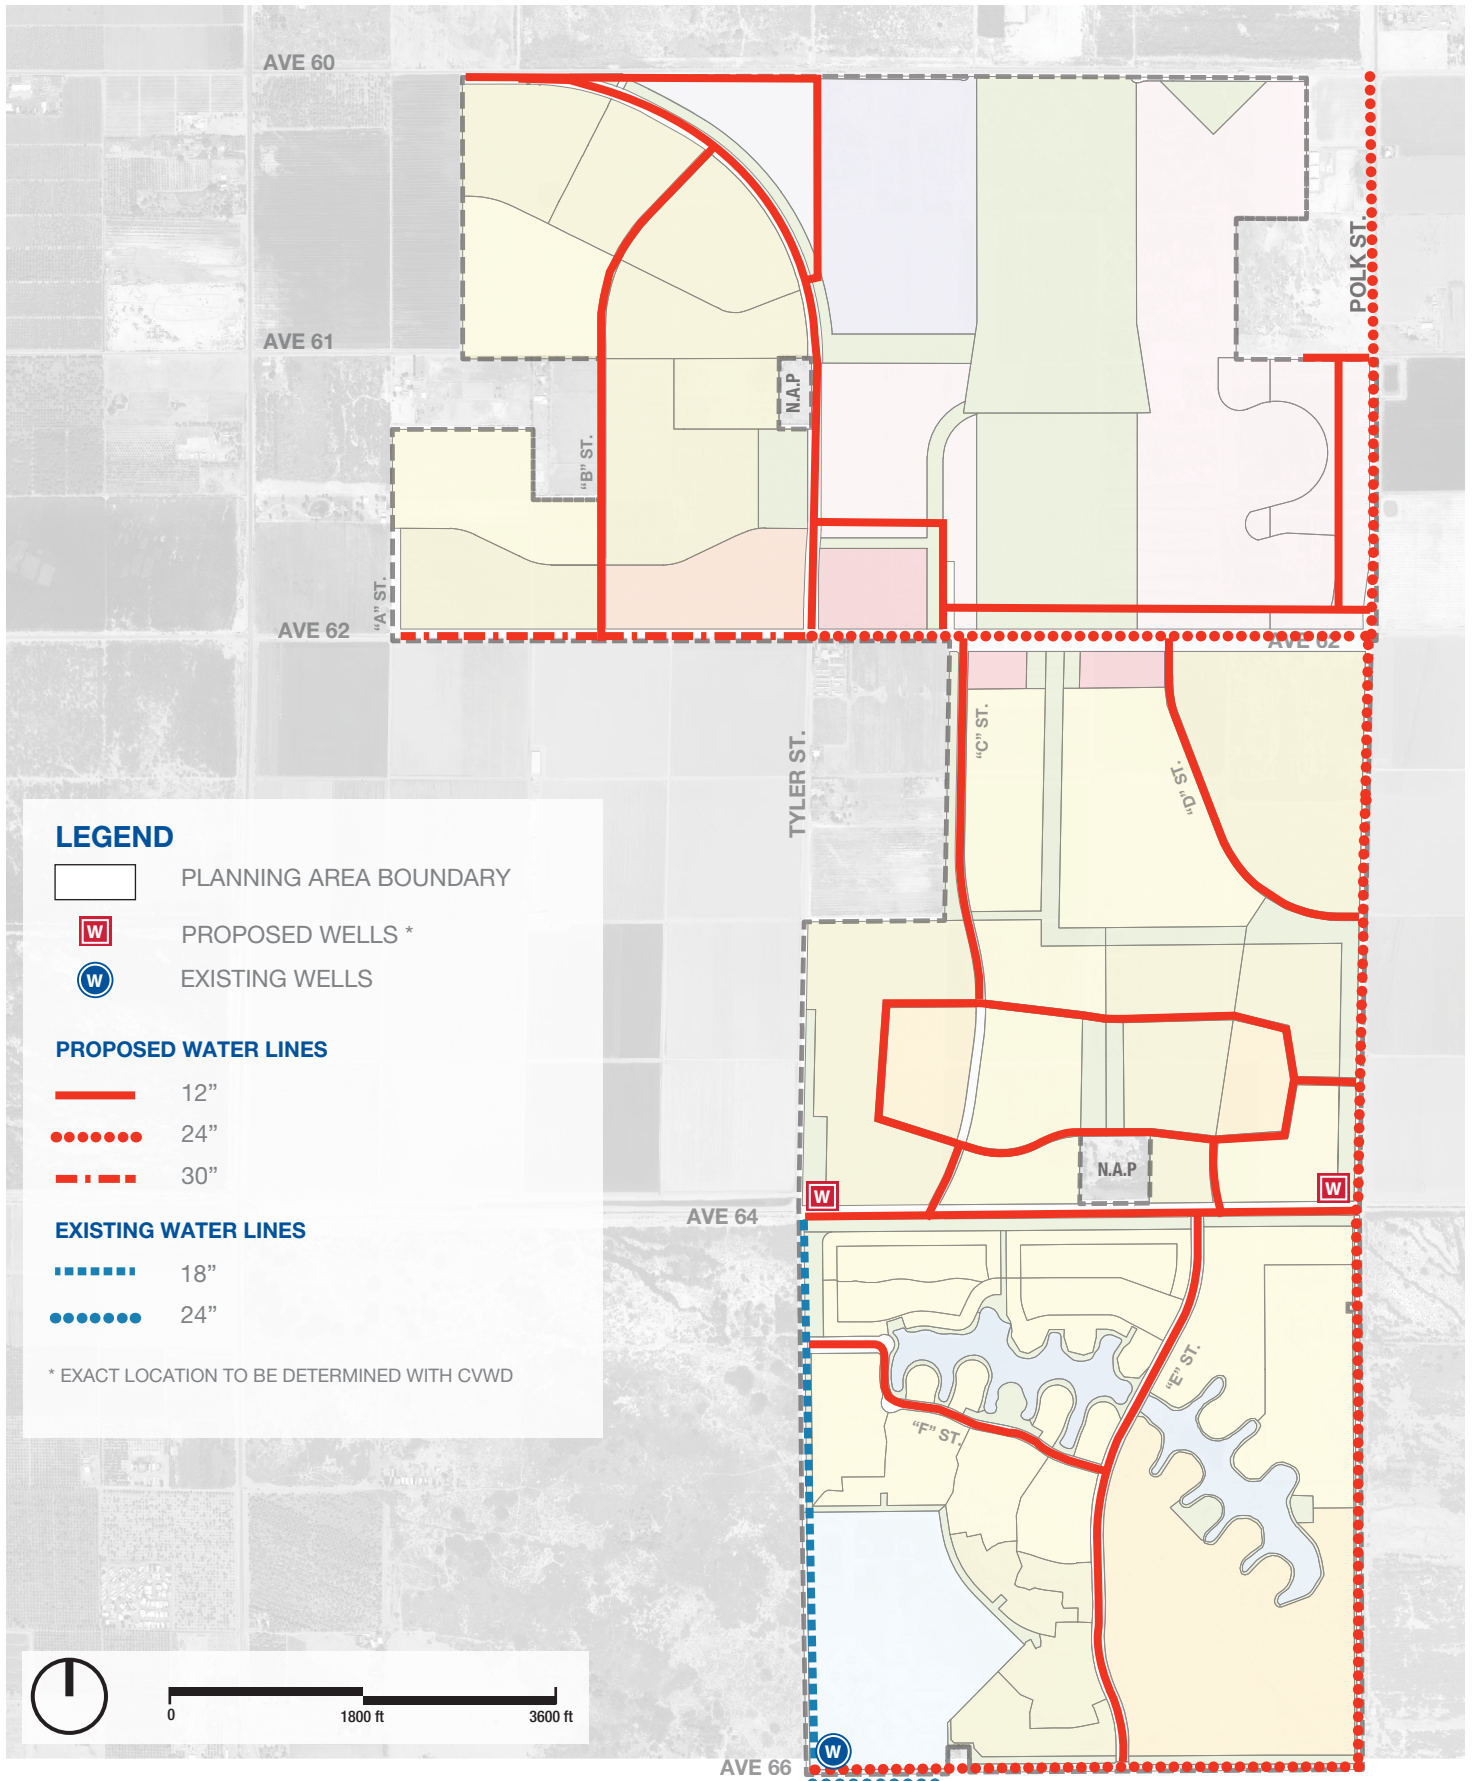 AVE 60
POLK ST.
AVE 61
N.A.P
"B" ST.
"A" ST.
AVE 62
AVE 62
"C" ST.
TYLER ST.
"D" ST.
LEGEND
PLANNING AREA BOUNDARY
W PROPOSED WELLS *
W EXISTING WELLS
PROPOSED WATER LINES
12"
24"
30"
EXISTING WATER LINES
18"
24"
* EXACT LOCATION TO BE DETERMINED WITH CVWD
N.A.P
W
W
AVE 64
"E" ST.
"F" ST.
0 1800 ft 3600 ft
W
AVE 66